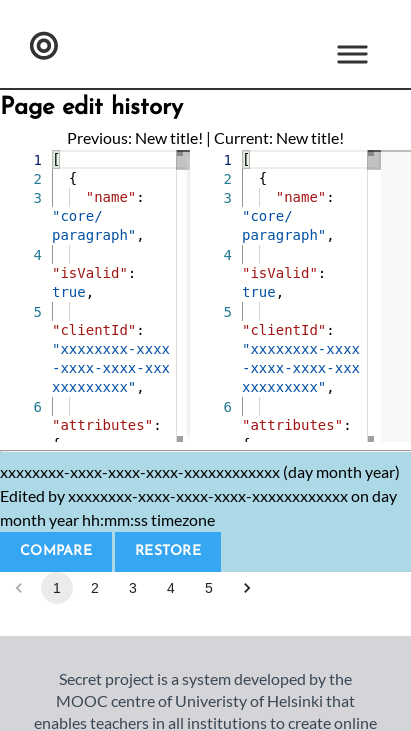 Page edit history
Previous: New title! | Current: New title!
1 [
2 {
3 "name":
"core/
paragraph",
4
"isValid":
true,
5
"clientId":
"xxxxxxxx-xxxx
-xxxx-xxxx-xxx
xxxxxxxxx",
6
"attributes":
{
1 [
2 {
3 "name":
"core/
paragraph",
4
"isValid":
true,
5
"clientId":
"xxxxxxxx-xxxx
-xxxx-xxxx-xxx
xxxxxxxxx",
6
"attributes":
{
xxxxxxxx-xxxx-xxxx-xxxx-xxxxxxxxxxxx (day month year)
Edited by xxxxxxxx-xxxx-xxxx-xxxx-xxxxxxxxxxxx on day
month year hh:mm:ss timezone
COMPARE RESTORE
1 2 3 4 5
Secret project is a system developed by the
MOOC centre of Univeristy of Helsinki that
enables teachers in all institutions to create online